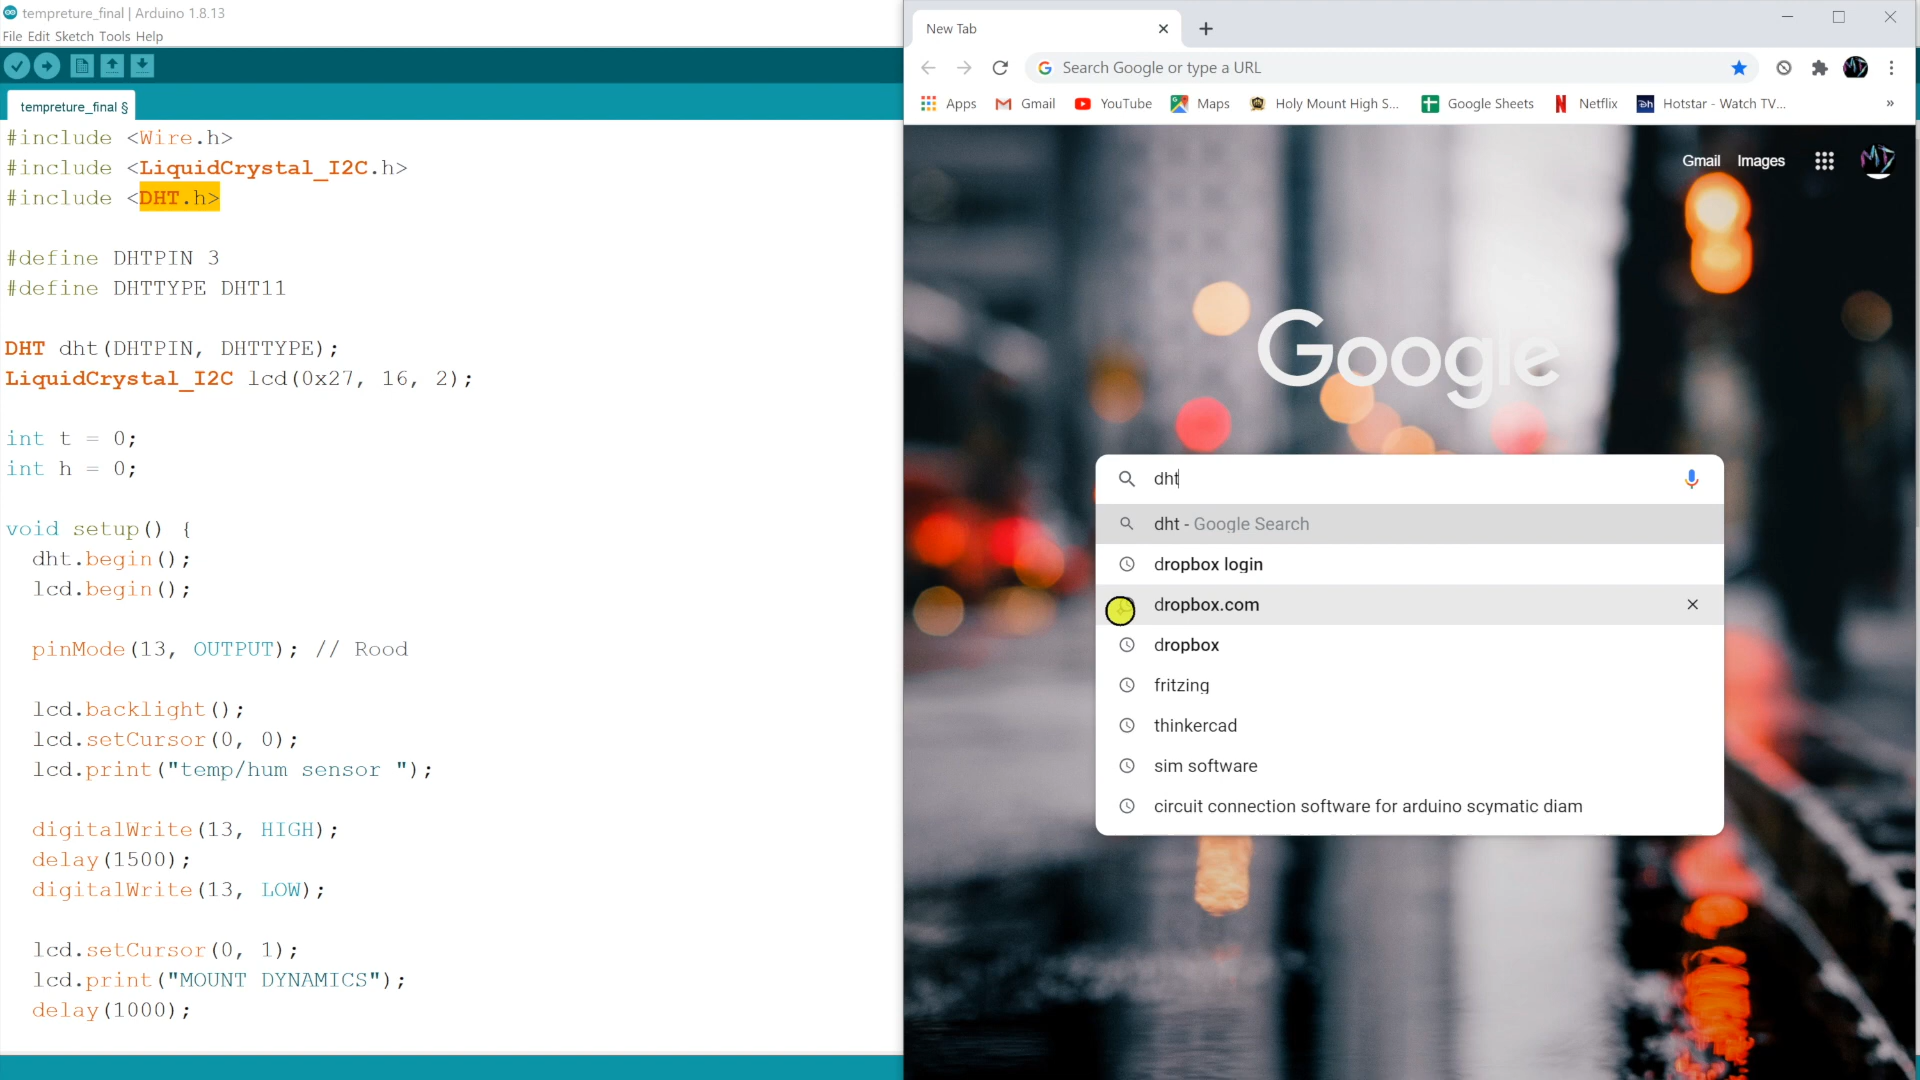 tempreture_final | Arduino 1.8.13
File Edit Sketch Tools Help
tempreture_final §
#include <Wire.h>
#include <LiquidCrystal_I2C.h>
#include <DHT.h>
#define DHTPIN 3
#define DHTTYPE DHT11
DHT dht(DHTPIN, DHTTYPE);
LiquidCrystal_I2C lcd(0x27, 16, 2);
int t = 0;
int h = 0;
void setup() {
dht.begin();
lcd.begin();
pinMode(13, OUTPUT); // Rood
lcd.backlight();
lcd.setCursor(0, 0);
lcd.print("temp/hum sensor ");
digitalWrite(13, HIGH);
delay(1500);
digitalWrite(13, LOW);
lcd.setCursor(0, 1);
lcd.print("MOUNT DYNAMICS");
delay(1000);
New Tab
Search Google or type a URL
Apps Gmail YouTube Maps Holy Mount High S... Google Sheets Netflix Hotstar - Watch TV... »
Gmail Images
Google
dht
dht - Google Search
dropbox login
dropbox.com
dropbox
fritzing
thinkercad
sim software
circuit connection software for arduino scymatic diam